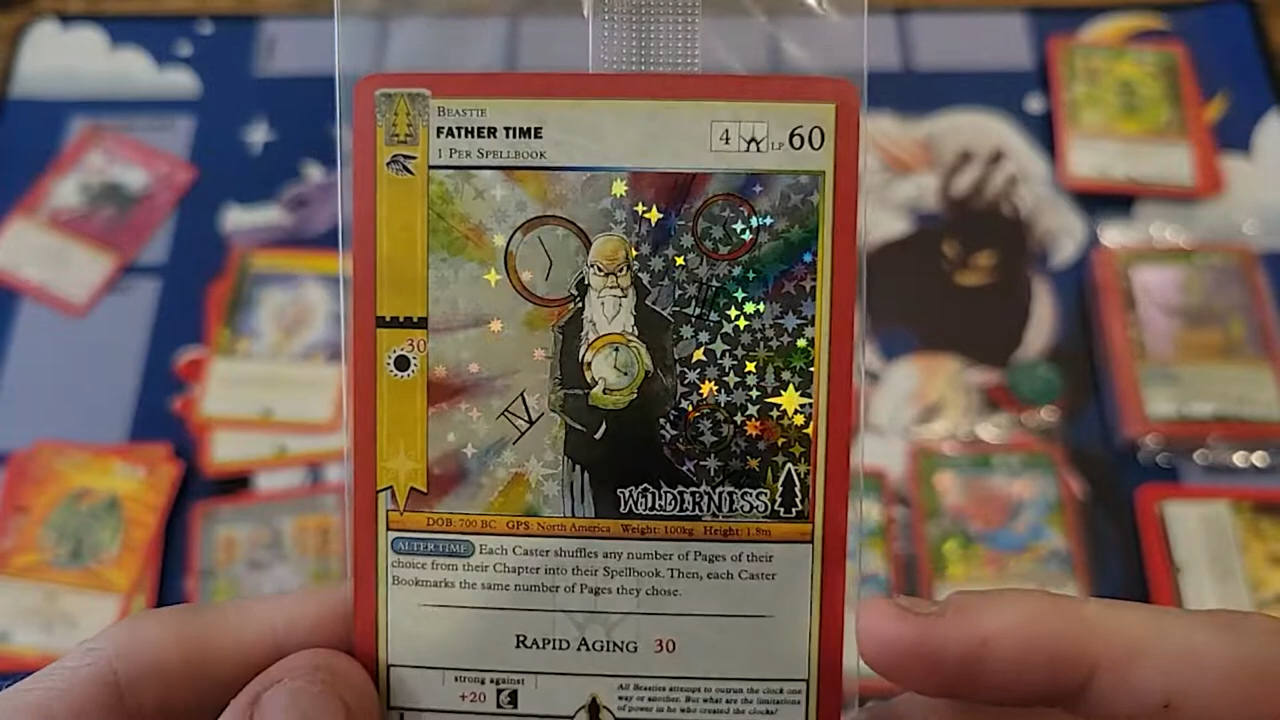 BEASTIE
FATHER TIME
1 PER SPELLBOOK
4 LP 60
30
IV
WILDERNESS
DOB: 700 BC GPS: North America Weight: 100kg Height: 1.8m
ALTER TIME Each Caster shuffles any number of Pages of their
choice from their Chapter into their Spellbook. Then, each Caster
Bookmarks the same number of Pages they chose.
RAPID AGING 30
strong against
+20
All Beasties attempt to outrun the clock one
way or another. But what are the limitations
of power in he who created the clocks?